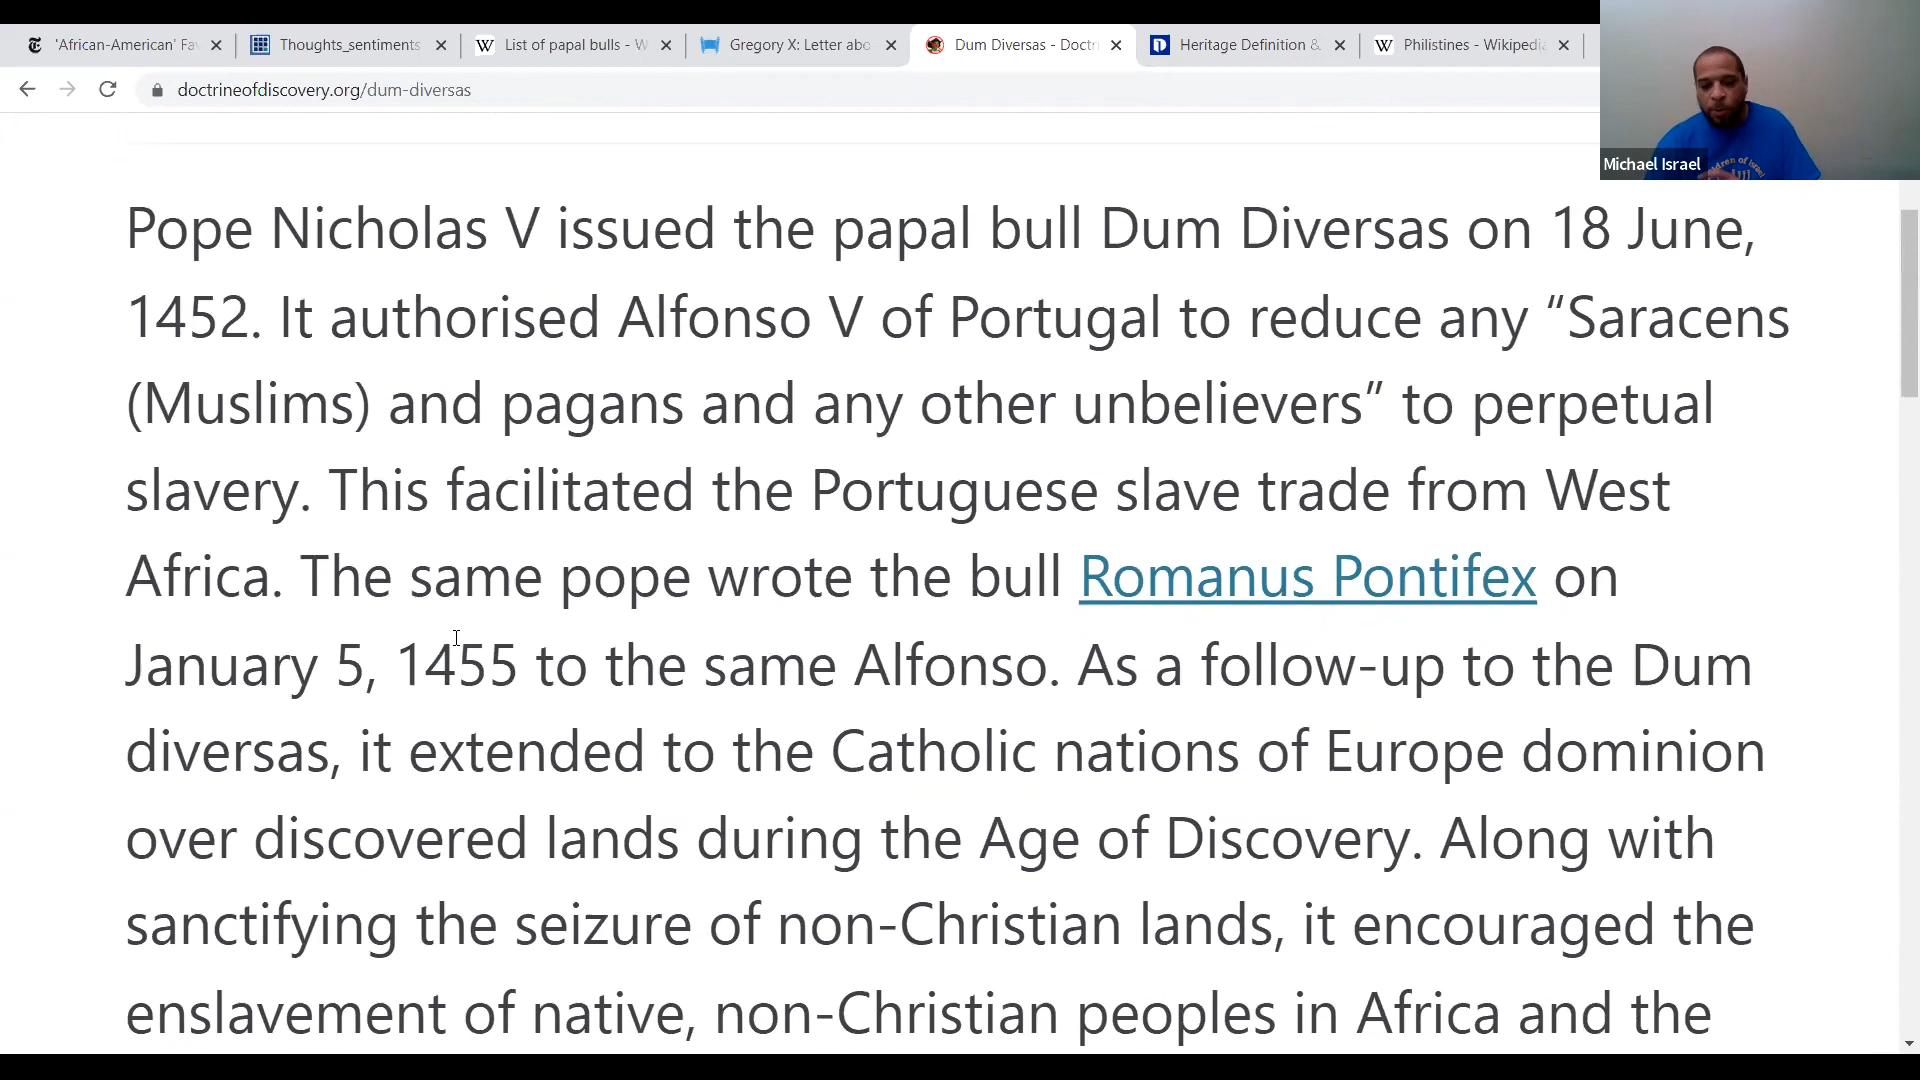 'African-American' Fa
Thoughts_sentiments
List of papal bulls - W
Gregory X: Letter abo
Dum Diversas - Doctr
Heritage Definition &
Philistines - Wikipedi
doctrineofdiscovery.org/dum-diversas
Michael Israel
Pope Nicholas V issued the papal bull Dum Diversas on 18 June,
1452. It authorised Alfonso V of Portugal to reduce any “Saracens
(Muslims) and pagans and any other unbelievers” to perpetual
slavery. This facilitated the Portuguese slave trade from West
Africa. The same pope wrote the bull Romanus Pontifex on
January 5, 1455 to the same Alfonso. As a follow-up to the Dum
diversas, it extended to the Catholic nations of Europe dominion
over discovered lands during the Age of Discovery. Along with
sanctifying the seizure of non-Christian lands, it encouraged the
enslavement of native, non-Christian peoples in Africa and the